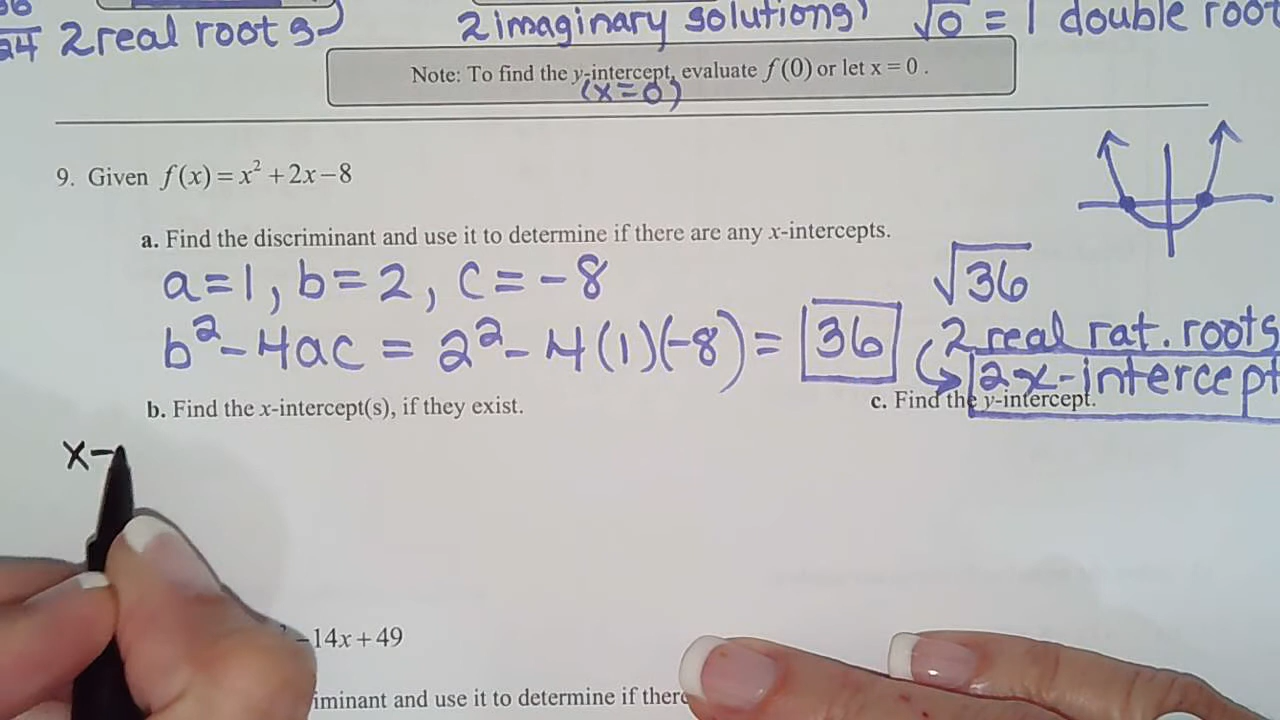 36
24 2 real roots
2 imaginary solutions
√0 = 1 double root
Note: To find the y-intercept, evaluate f(0) or let x = 0.
(x=0)
9. Given f(x) = x² + 2x − 8
a. Find the discriminant and use it to determine if there are any x-intercepts.
a=1, b=2, c=-8
√36
b²-4ac = 2²-4(1)(-8) = 36
2 real rat. roots
2x-intercept
b. Find the x-intercept(s), if they exist.
c. Find the y-intercept.
x-
−14x + 49
iminant and use it to determine if there